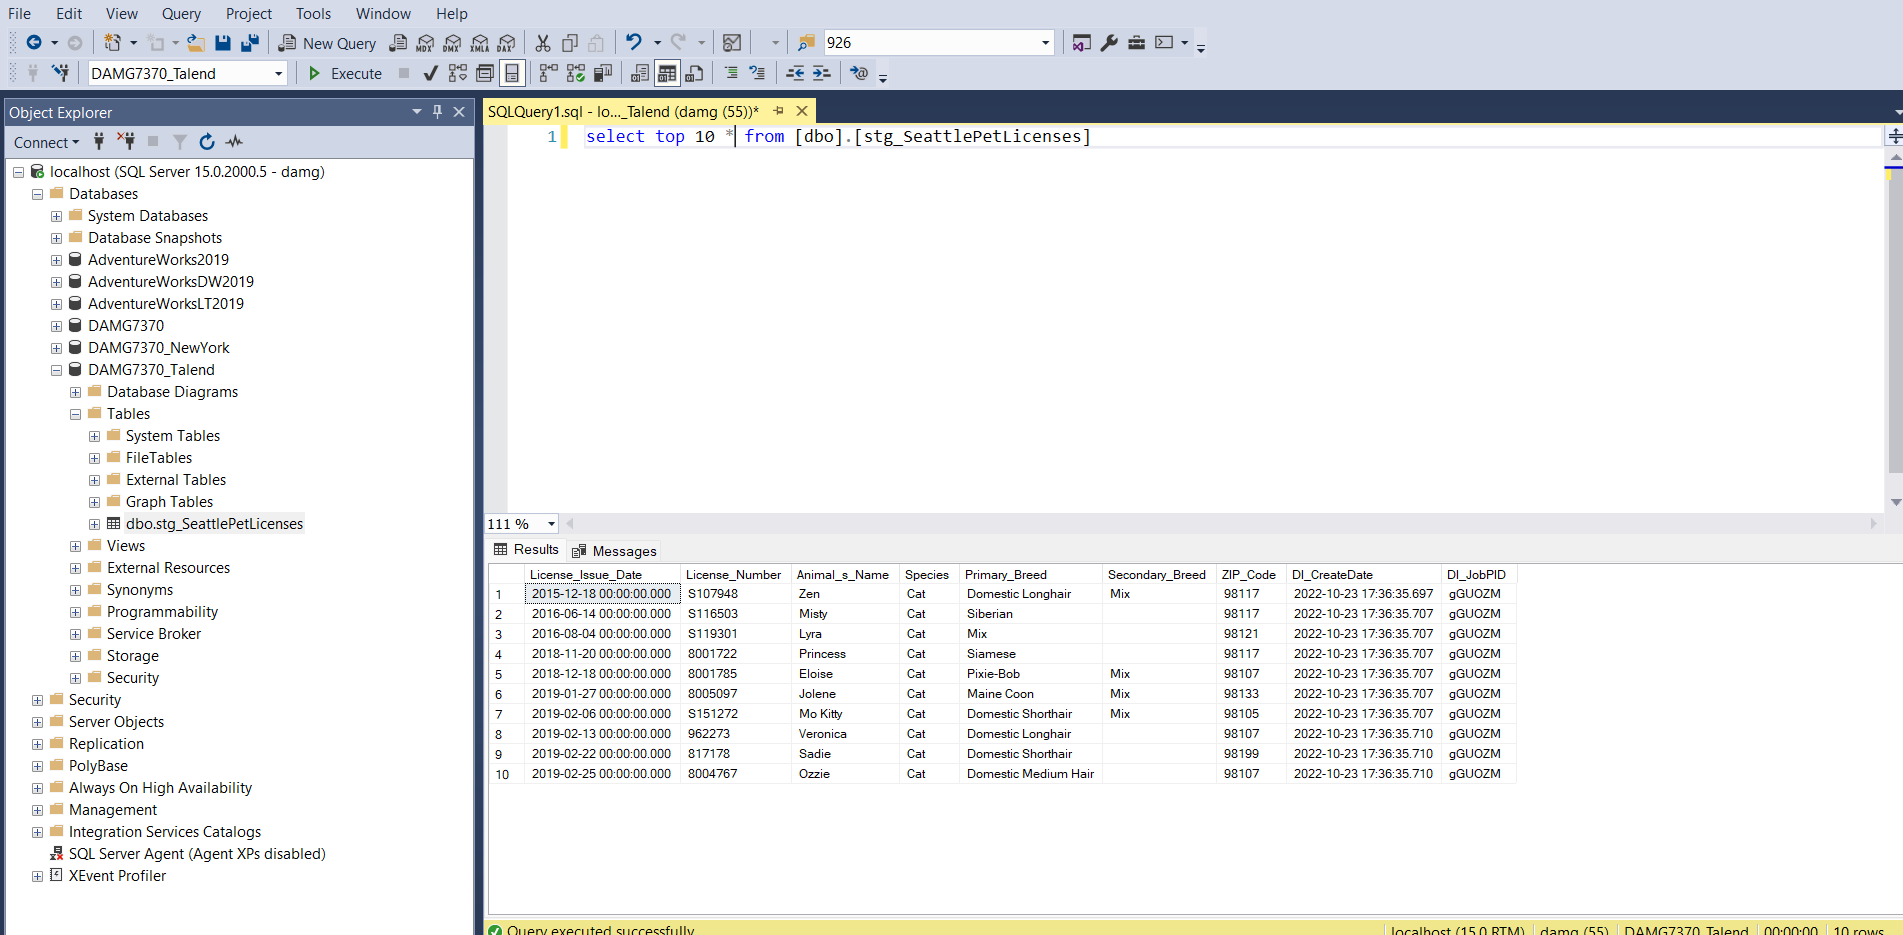 File Edit View Query Project Tools Window Help
New Query MDX DMX XMLA DAX 926
DAMG7370_Talend Execute
Object Explorer
Connect
localhost (SQL Server 15.0.2000.5 - damg)
Databases
System Databases
Database Snapshots
AdventureWorks2019
AdventureWorksDW2019
AdventureWorksLT2019
DAMG7370
DAMG7370_NewYork
DAMG7370_Talend
Database Diagrams
Tables
System Tables
FileTables
External Tables
Graph Tables
dbo.stg_SeattlePetLicenses
Views
External Resources
Synonyms
Programmability
Service Broker
Storage
Security
Security
Server Objects
Replication
PolyBase
Always On High Availability
Management
Integration Services Catalogs
SQL Server Agent (Agent XPs disabled)
XEvent Profiler
SQLQuery1.sql - lo..._Talend (damg (55))*
1 select top 10 * from [dbo].[stg_SeattlePetLicenses]
111 %
Results Messages
License_Issue_Date License_Number Animal_s_Name Species Primary_Breed Secondary_Breed ZIP_Code DI_CreateDate DI_JobPID
1 2015-12-18 00:00:00.000 S107948 Zen Cat Domestic Longhair Mix 98117 2022-10-23 17:36:35.697 gGUOZM
2 2016-06-14 00:00:00.000 S116503 Misty Cat Siberian 98117 2022-10-23 17:36:35.707 gGUOZM
3 2016-08-04 00:00:00.000 S119301 Lyra Cat Mix 98121 2022-10-23 17:36:35.707 gGUOZM
4 2018-11-20 00:00:00.000 8001722 Princess Cat Siamese 98117 2022-10-23 17:36:35.707 gGUOZM
5 2018-12-18 00:00:00.000 8001785 Eloise Cat Pixie-Bob Mix 98107 2022-10-23 17:36:35.707 gGUOZM
6 2019-01-27 00:00:00.000 8005097 Jolene Cat Maine Coon Mix 98133 2022-10-23 17:36:35.707 gGUOZM
7 2019-02-06 00:00:00.000 S151272 Mo Kitty Cat Domestic Shorthair Mix 98105 2022-10-23 17:36:35.707 gGUOZM
8 2019-02-13 00:00:00.000 962273 Veronica Cat Domestic Longhair 98107 2022-10-23 17:36:35.710 gGUOZM
9 2019-02-22 00:00:00.000 817178 Sadie Cat Domestic Shorthair 98199 2022-10-23 17:36:35.710 gGUOZM
10 2019-02-25 00:00:00.000 8004767 Ozzie Cat Domestic Medium Hair 98107 2022-10-23 17:36:35.710 gGUOZM
Query executed successfully. localhost (15.0 RTM) damg (55) DAMG7370_Talend 00:00:00 10 rows